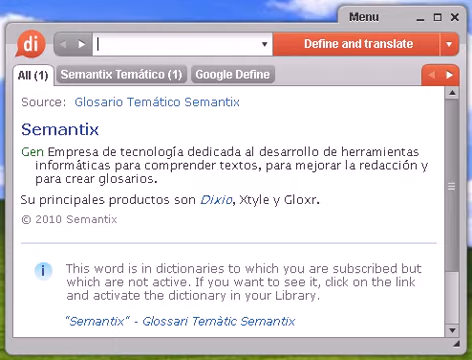 Menu
di
Define and translate
All (1)
Semantix Temático (1)
Google Define
Source: Glosario Temático Semantix
Semantix
Gen Empresa de tecnología dedicada al desarrollo de herramientas
informáticas para comprender textos, para mejorar la redacción y
para crear glosarios.
Su principales productos son Dixio, Xtyle y Gloxr.
© 2010 Semantix
i
This word is in dictionaries to which you are subscribed but
which are not active. If you want to see it, click on the link
and activate the dictionary in your Library.
"Semantix" - Glossari Temàtic Semantix